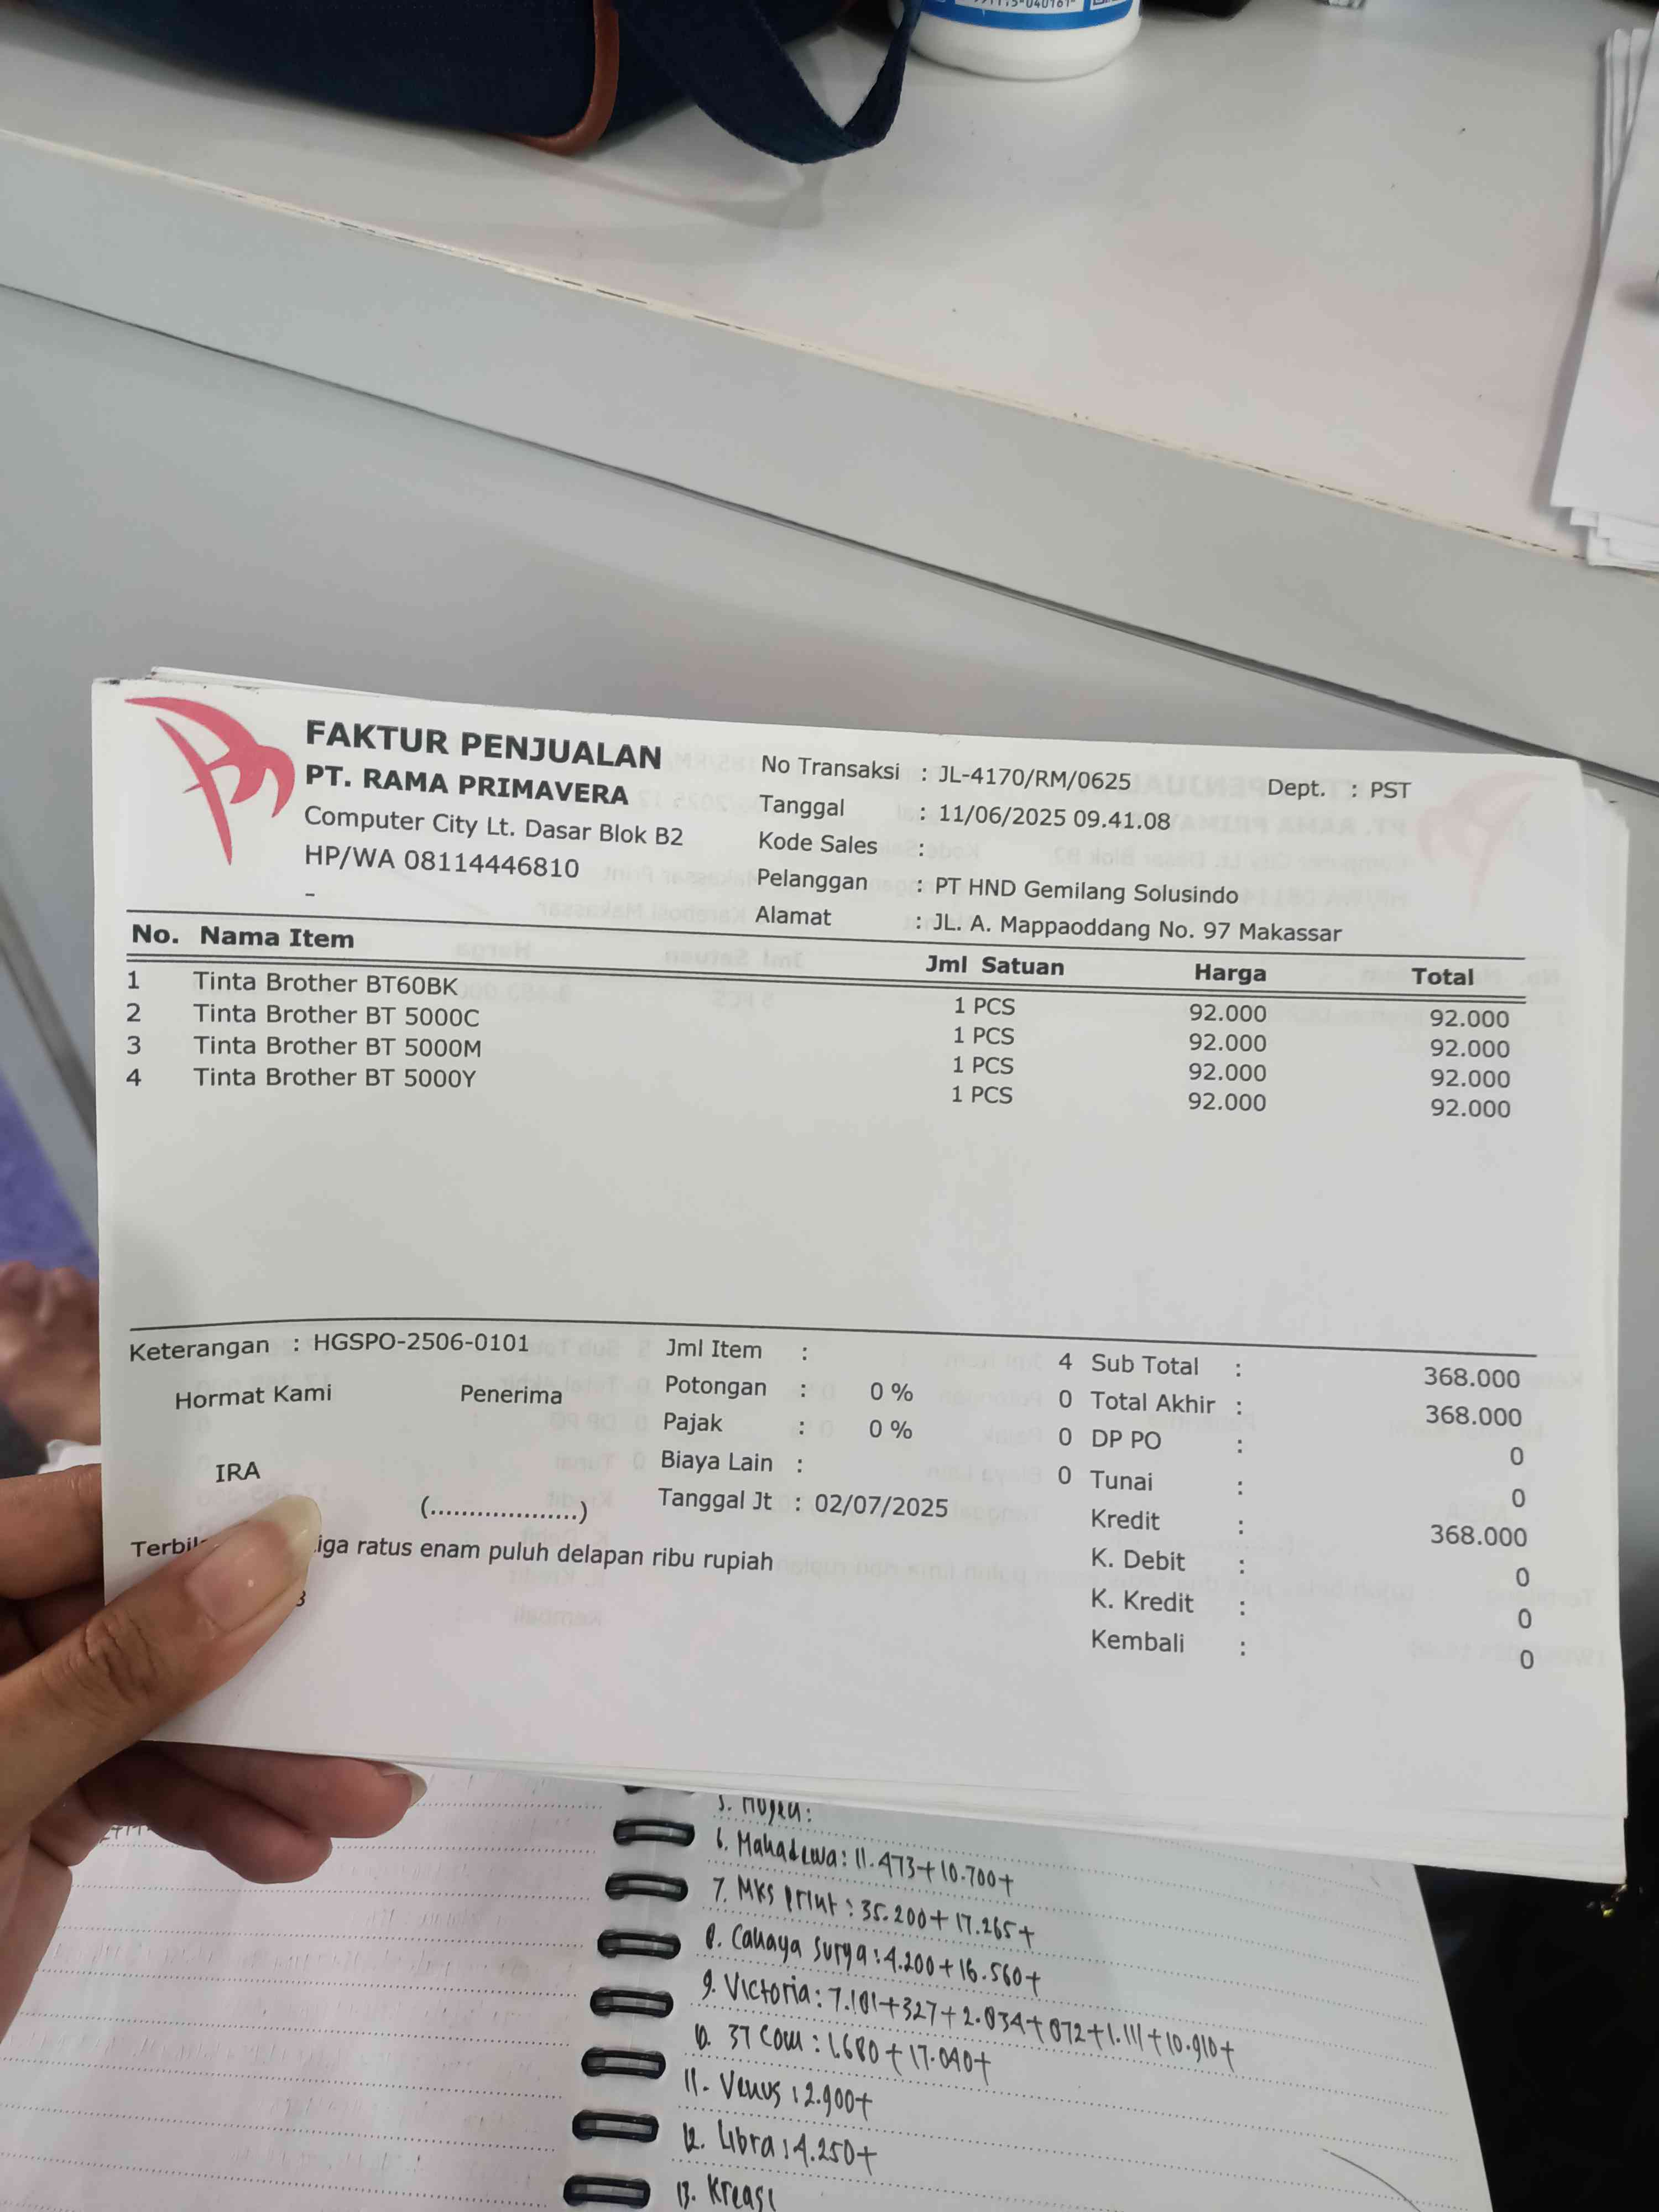 FAKTUR PENJUALAN
PT. RAMA PRIMAVERA
Computer City Lt. Dasar Blok B2
HP/WA 08114446810
-
No Transaksi : JL-4170/RM/0625 Dept. : PST
Tanggal : 11/06/2025 09.41.08
Kode Sales :
Pelanggan : PT HND Gemilang Solusindo
Alamat : JL. A. Mappaoddang No. 97 Makassar
No. Nama Item Jml Satuan Harga Total
1 Tinta Brother BT60BK 1 PCS 92.000 92.000
2 Tinta Brother BT 5000C 1 PCS 92.000 92.000
3 Tinta Brother BT 5000M 1 PCS 92.000 92.000
4 Tinta Brother BT 5000Y 1 PCS 92.000 92.000
Keterangan : HGSPO-2506-0101
Hormat Kami Penerima
IRA
(...................)
Jml Item : 4
Potongan : 0 % 0
Pajak : 0 % 0
Biaya Lain : 0
Tanggal Jt : 02/07/2025
Sub Total : 368.000
Total Akhir : 368.000
DP PO : 0
Tunai : 0
Kredit : 368.000
K. Debit : 0
K. Kredit : 0
Kembali : 0
ratus enam puluh delapan ribu rupiah
6. Mahadewa: 11.473+10.700+
7. Mks print : 35.200+17.265+
8. Cahaya Surya: 4.200+16.560+
9. Victoria: 7.181+327+2.834+872+1.111+10.910+
10. 37 Com : 1.680+17.040+
11. Venus : 2.900+
12. Libra : 4.250+
13. Kreasi